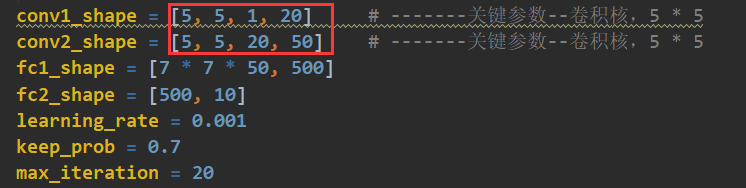 conv1_shape = [5, 5, 1, 20]      # -------关键参数--卷积核，5 * 5
conv2_shape = [5, 5, 20, 50]     # -------关键参数--卷积核，5 * 5
fc1_shape = [7 * 7 * 50, 500]
fc2_shape = [500, 10]
learning_rate = 0.001
keep_prob = 0.7
max_iteration = 20